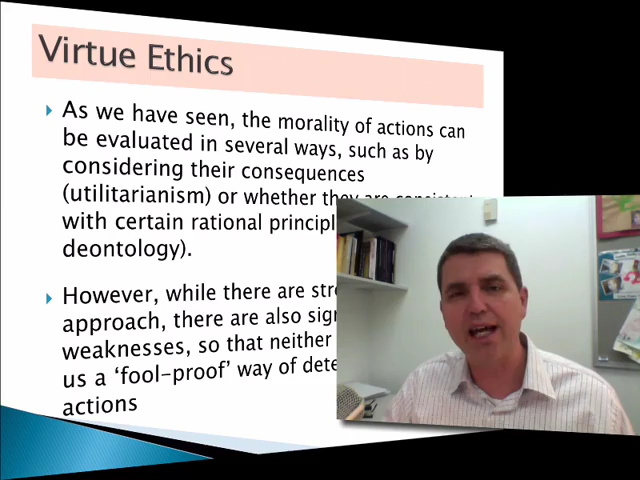 Virtue Ethics
As we have seen, the morality of actions can
be evaluated in several ways, such as by
considering their consequences
(utilitarianism) or whether they are consistent
with certain rational
deontology).
However, while there are
approach, there are also
weaknesses, so that neither
us a ‘fool-proof’ way of
actions